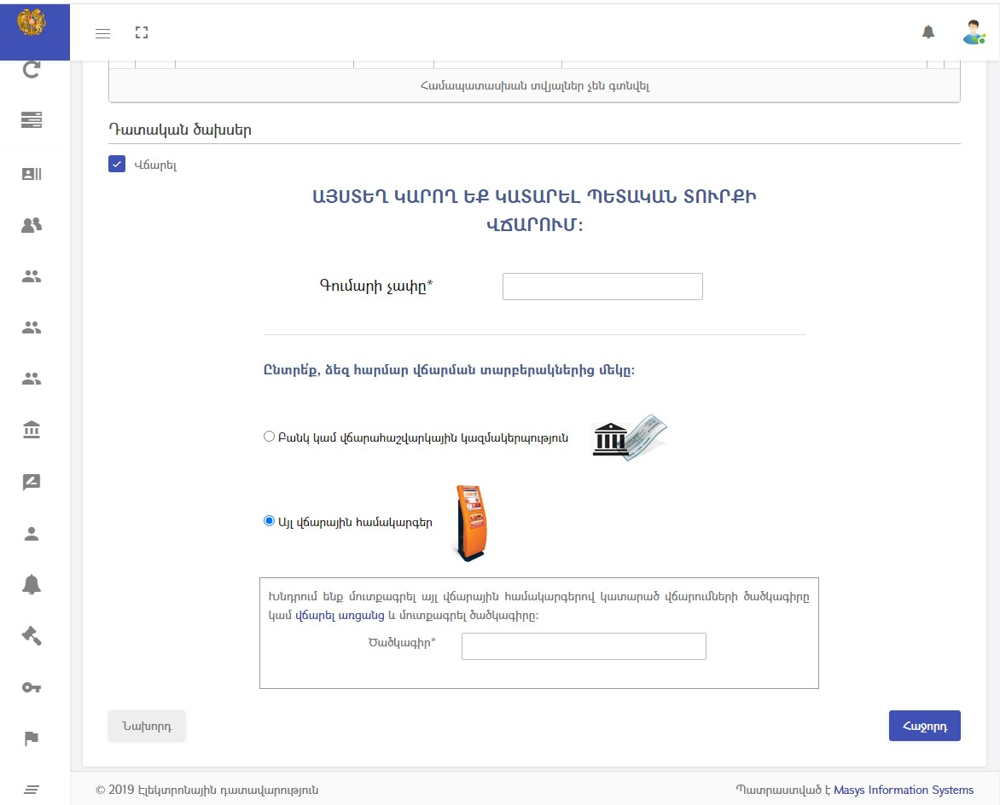 Համապատասխան տվյալներ չեն գտնվել
Դատական ծախսեր
Վճարել
ԱՅՍՏԵՂ ԿԱՐՈՂ ԵՔ ԿԱՏԱՐԵԼ ՊԵՏԱԿԱՆ ՏՈՒՐՔԻ
ՎՃԱՐՈՒՄ:
Գումարի չափը*
Ընտրե՛ք, ձեզ հարմար վճարման տարբերակներից մեկը:
Բանկ կամ վճարահաշվարկային կազմակերպություն
Այլ վճարային համակարգեր
Խնդրում ենք մուտքագրել այլ վճարային համակարգերով կատարած վճարումների ծածկագիրը
կամ վճարել առցանց և մուտքագրել ծածկագիրը:
Ծածկագիր*
Նախորդ
Հաջորդ
© 2019 Էլեկտրոնային դատավարություն
Պատրաստված է Masys Information Systems